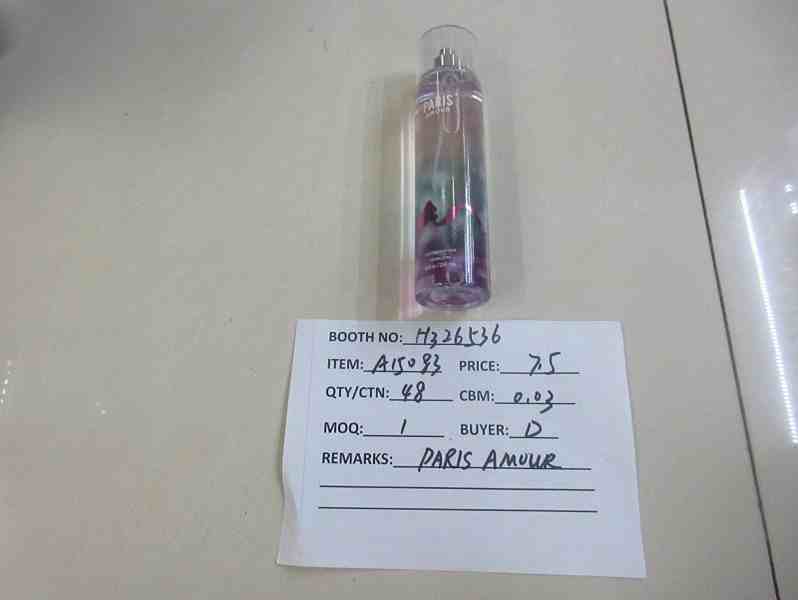 PARIS
AMOUR
BOOTH NO: H326536
ITEM: A15093 PRICE: 7.5
QTY/CTN: 48 CBM: 0.03
MOQ: 1 BUYER: D
REMARKS: PARIS AMOUR